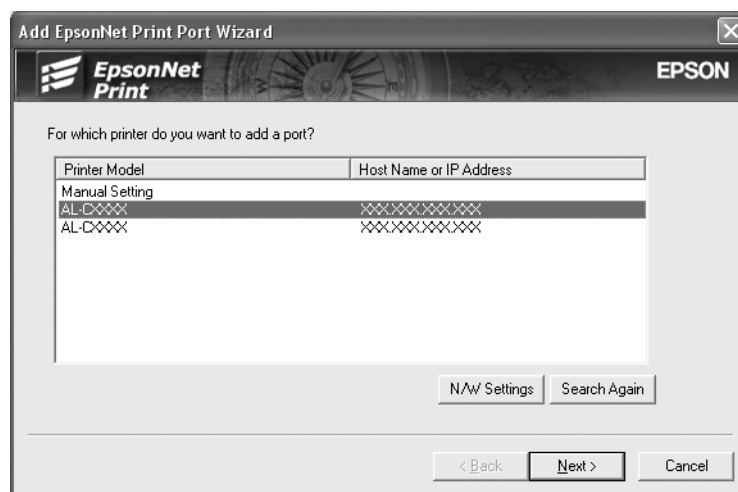 Add EpsonNet Print Port Wizard
EpsonNet
Print
EPSON
For which printer do you want to add a port?
Printer Model Host Name or IP Address
Manual Setting
AL-CXXXX XXX.XXX.XXX.XXX
AL-CXXXX XXX.XXX.XXX.XXX
N/W Settings Search Again
< Back Next > Cancel